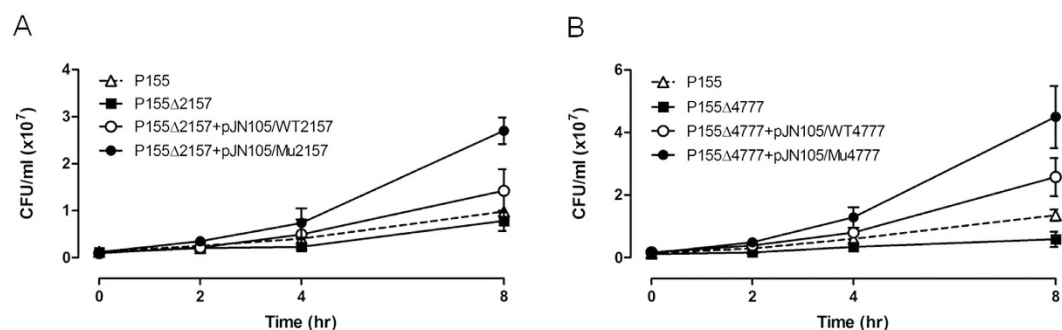 A
4
3
2
1
0
CFU/ml (x10⁷)
P155
P155Δ2157
P155Δ2157+pJN105/WT2157
P155Δ2157+pJN105/Mu2157
0
2
4
8
Time (hr)
B
6
4
2
0
CFU/ml (x10⁷)
P155
P155Δ4777
P155Δ4777+pJN105/WT4777
P155Δ4777+pJN105/Mu4777
0
2
4
8
Time (hr)